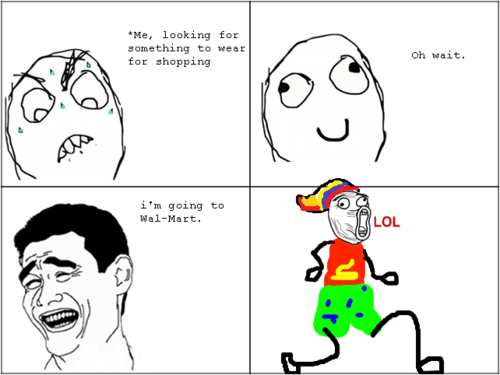 *Me, looking for
something to wear
for shopping
Oh wait.
i'm going to
Wal-Mart.
LOL